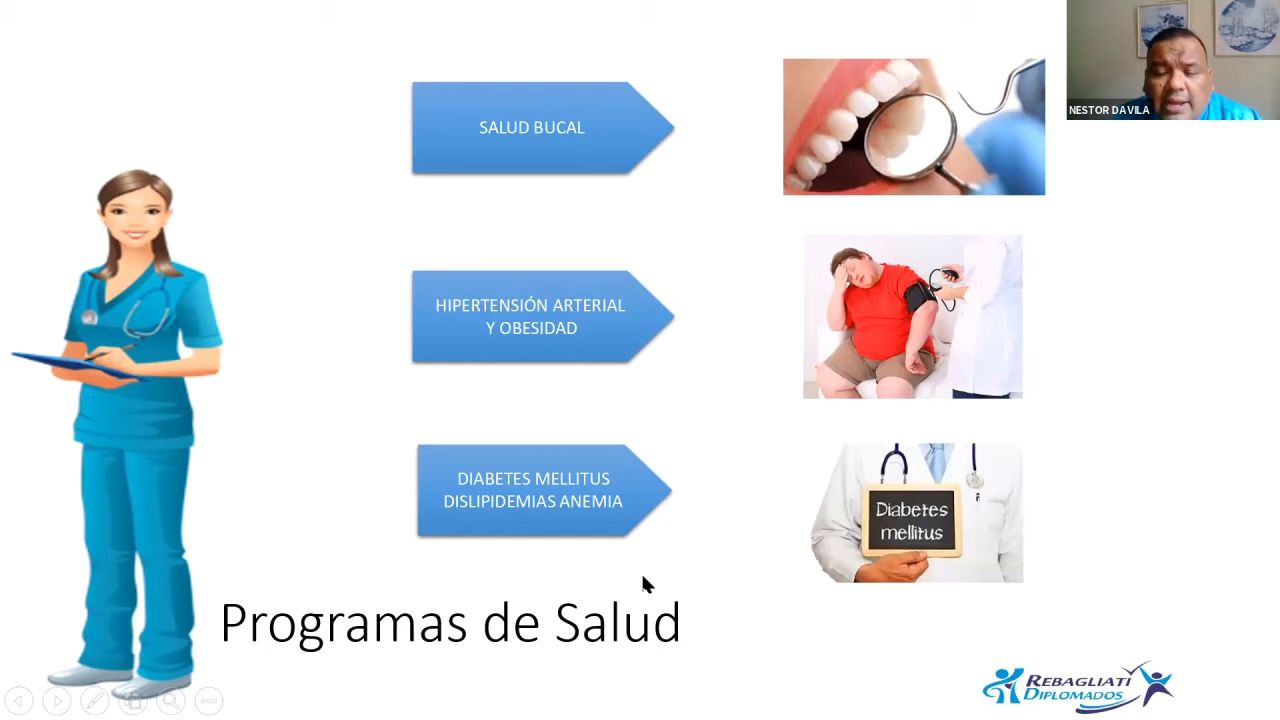 SALUD BUCAL
NESTOR DAVILA
HIPERTENSIÓN ARTERIAL
Y OBESIDAD
DIABETES MELLITUS
DISLIPIDEMIAS ANEMIA
Diabetes
mellitus
Programas de Salud
REBAGLIATI
DIPLOMADOS